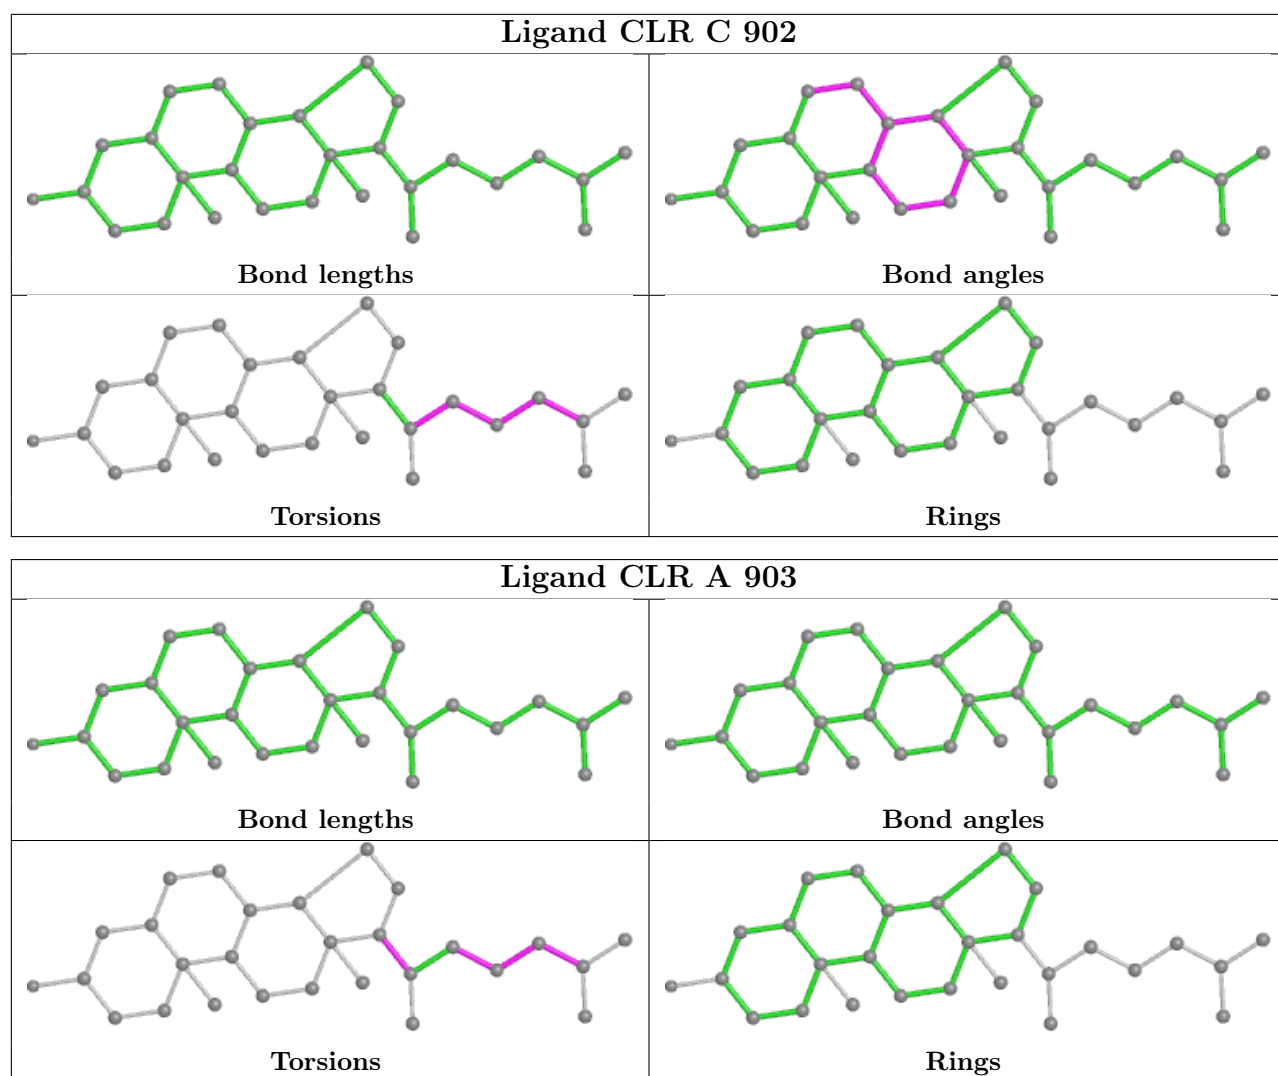 Ligand CLR C 902
Bond lengths
Bond angles
Torsions
Rings
Ligand CLR A 903
Bond lengths
Bond angles
Torsions
Rings